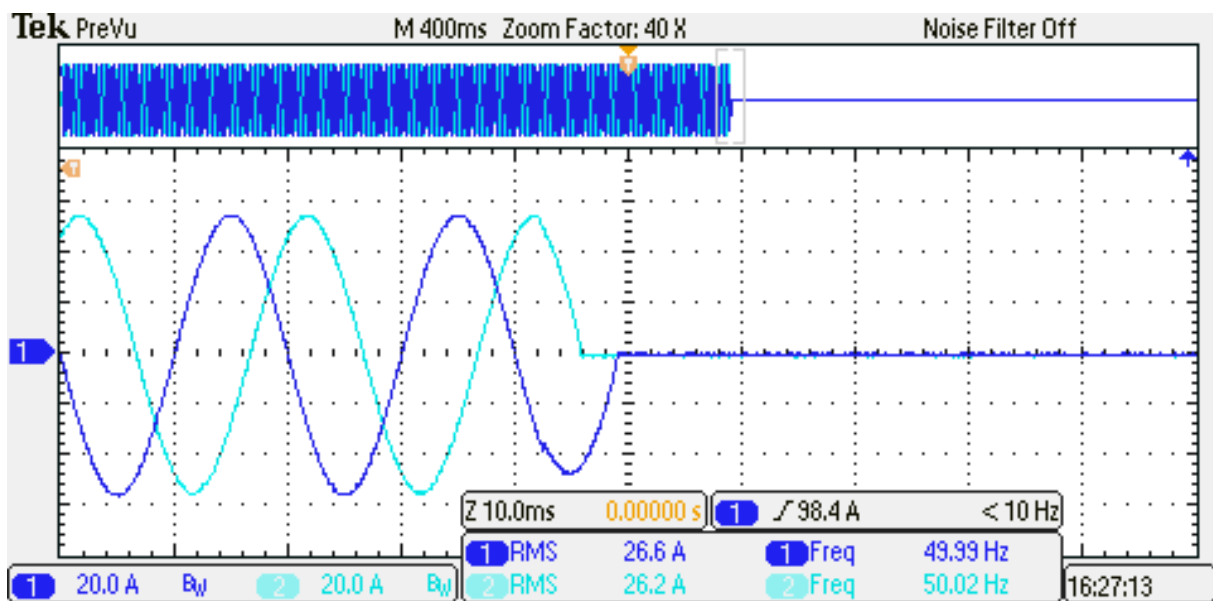 Tek PreVu M 400ms Zoom Factor: 40 X Noise Filter Off
T
T
1
Z 10.0ms 0.00000 s 1 98.4 A < 10 Hz
1 RMS 26.6 A 1 Freq 49.99 Hz
2 RMS 26.2 A 2 Freq 50.02 Hz
1 20.0 A BW 2 20.0 A BW 16:27:13